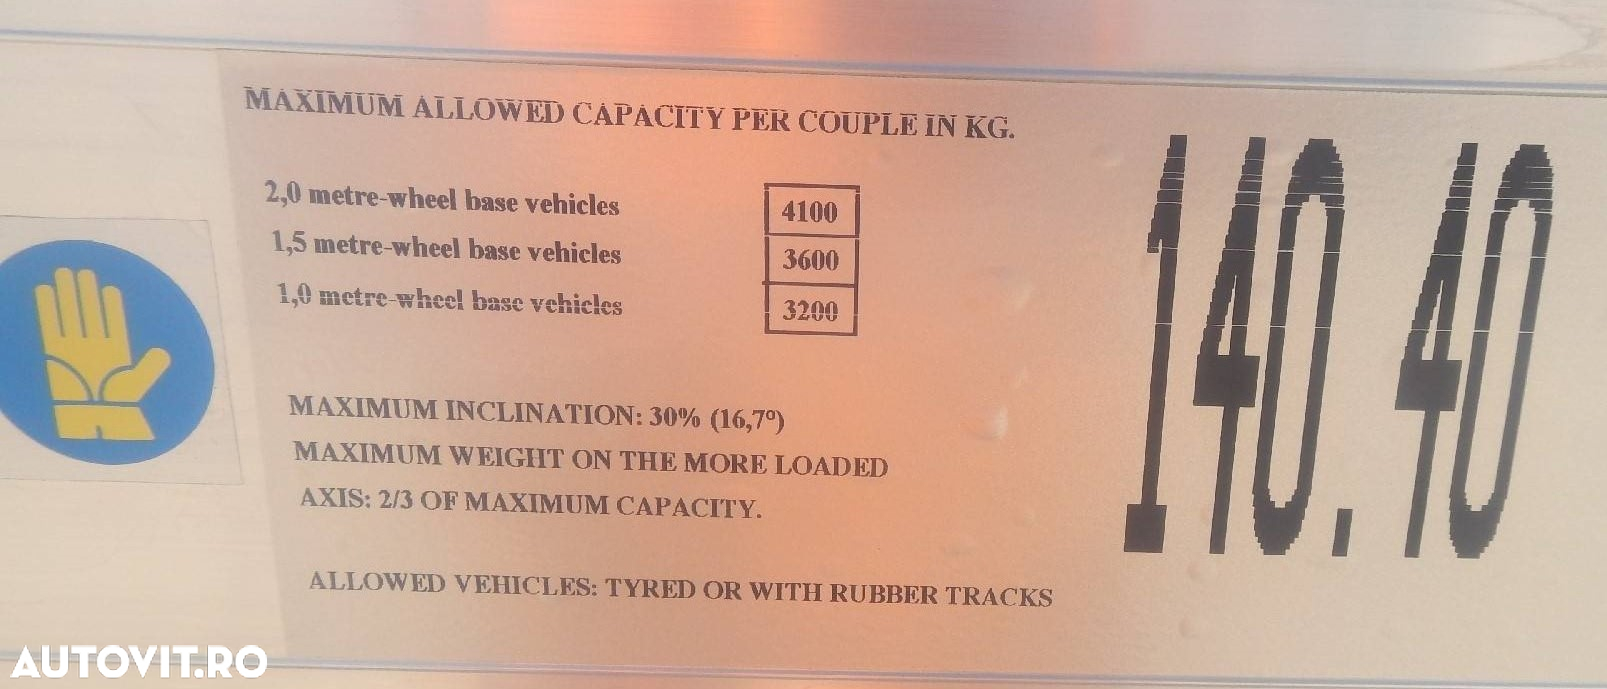 MAXIMUM ALLOWED CAPACITY PER COUPLE IN KG.
2,0 metre-wheel base vehicles 4100
1,5 metre-wheel base vehicles 3600
1,0 metre-wheel base vehicles 3200
140.40
MAXIMUM INCLINATION: 30% (16,7º)
MAXIMUM WEIGHT ON THE MORE LOADED
AXIS: 2/3 OF MAXIMUM CAPACITY.
ALLOWED VEHICLES: TYRED OR WITH RUBBER TRACKS
AUTOVIT.RO